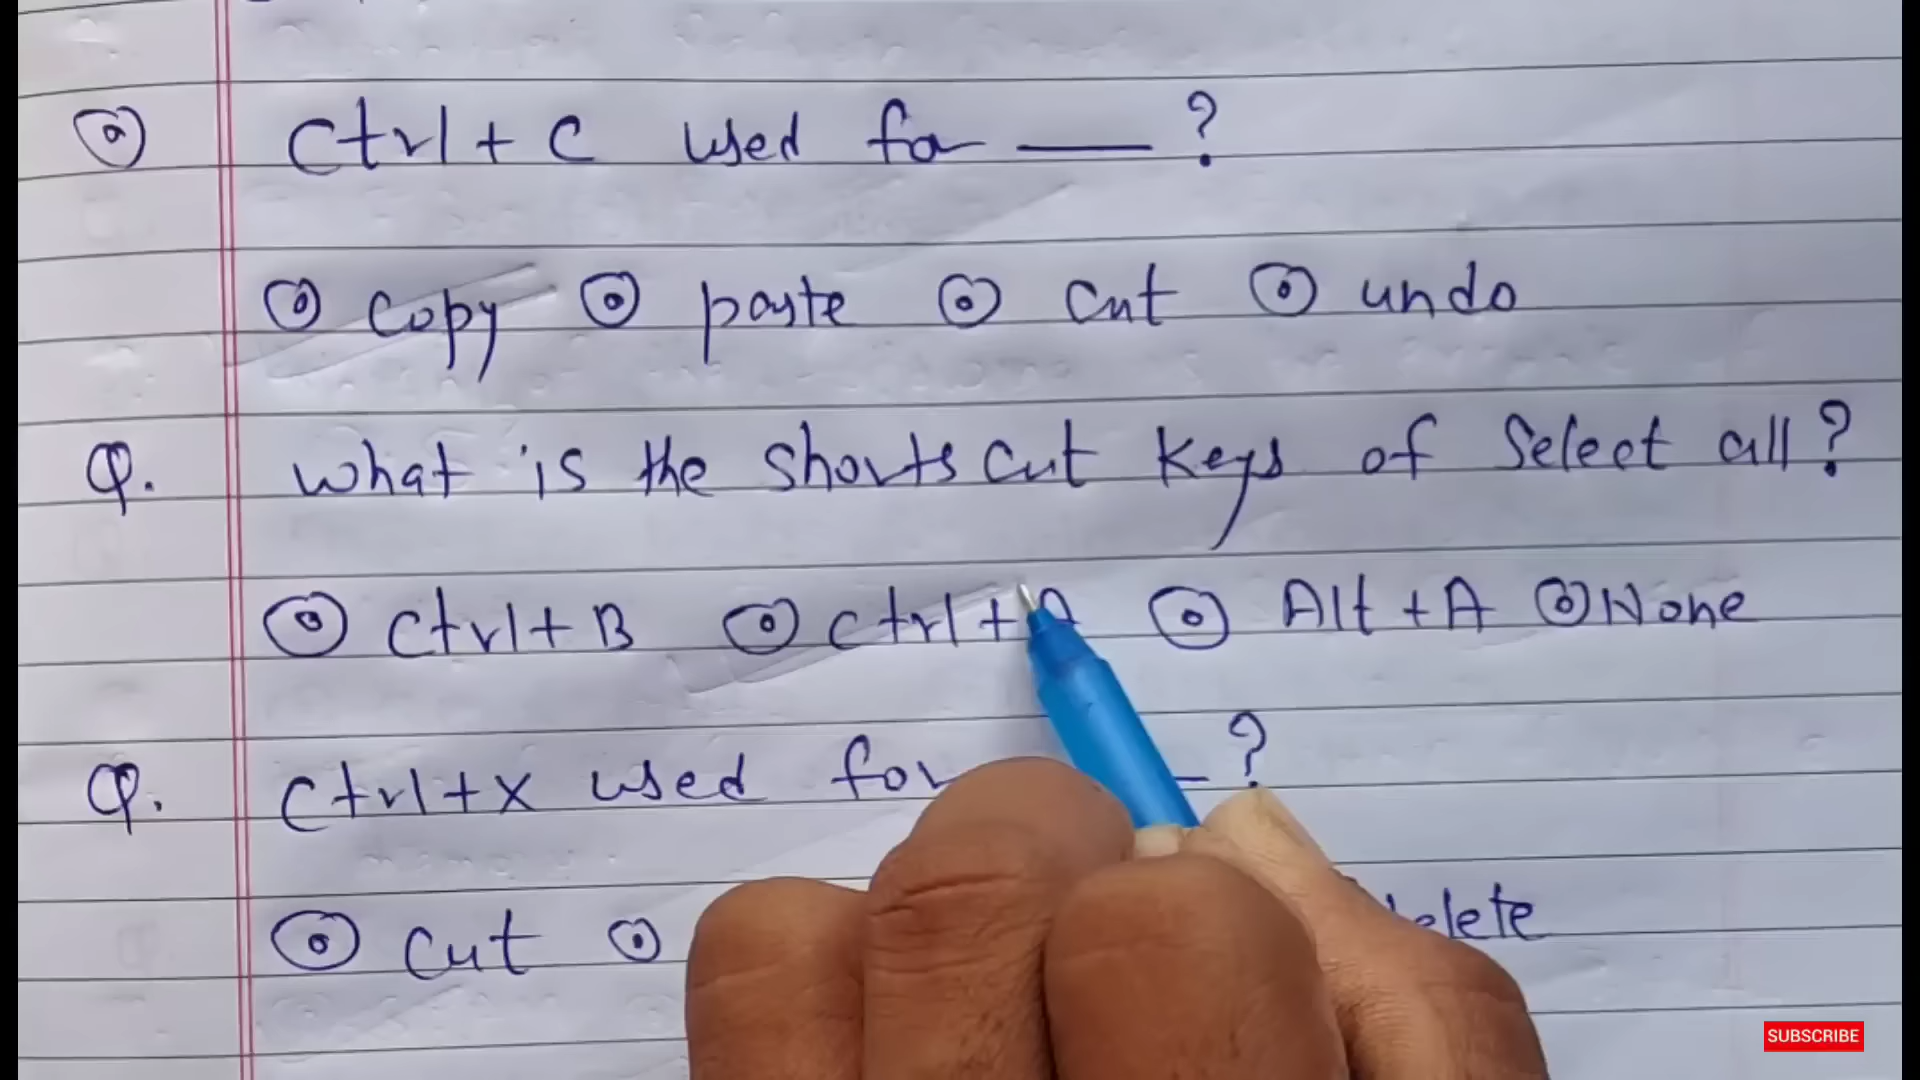 Ctrl+C used for ___ ?
copy paste cut undo
Q. What is the shorts cut keys of Select all?
Ctrl+B Ctrl+A Alt+A None
Q. Ctrl+X used for ?
cut
SUBSCRIBE